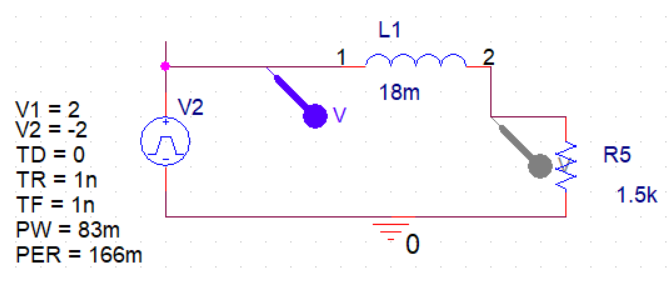 L1
1
2
18m
V
V2
V1 = 2
V2 = -2
TD = 0
TR = 1n
TF = 1n
PW = 83m
PER = 166m
V
R5
1.5k
0